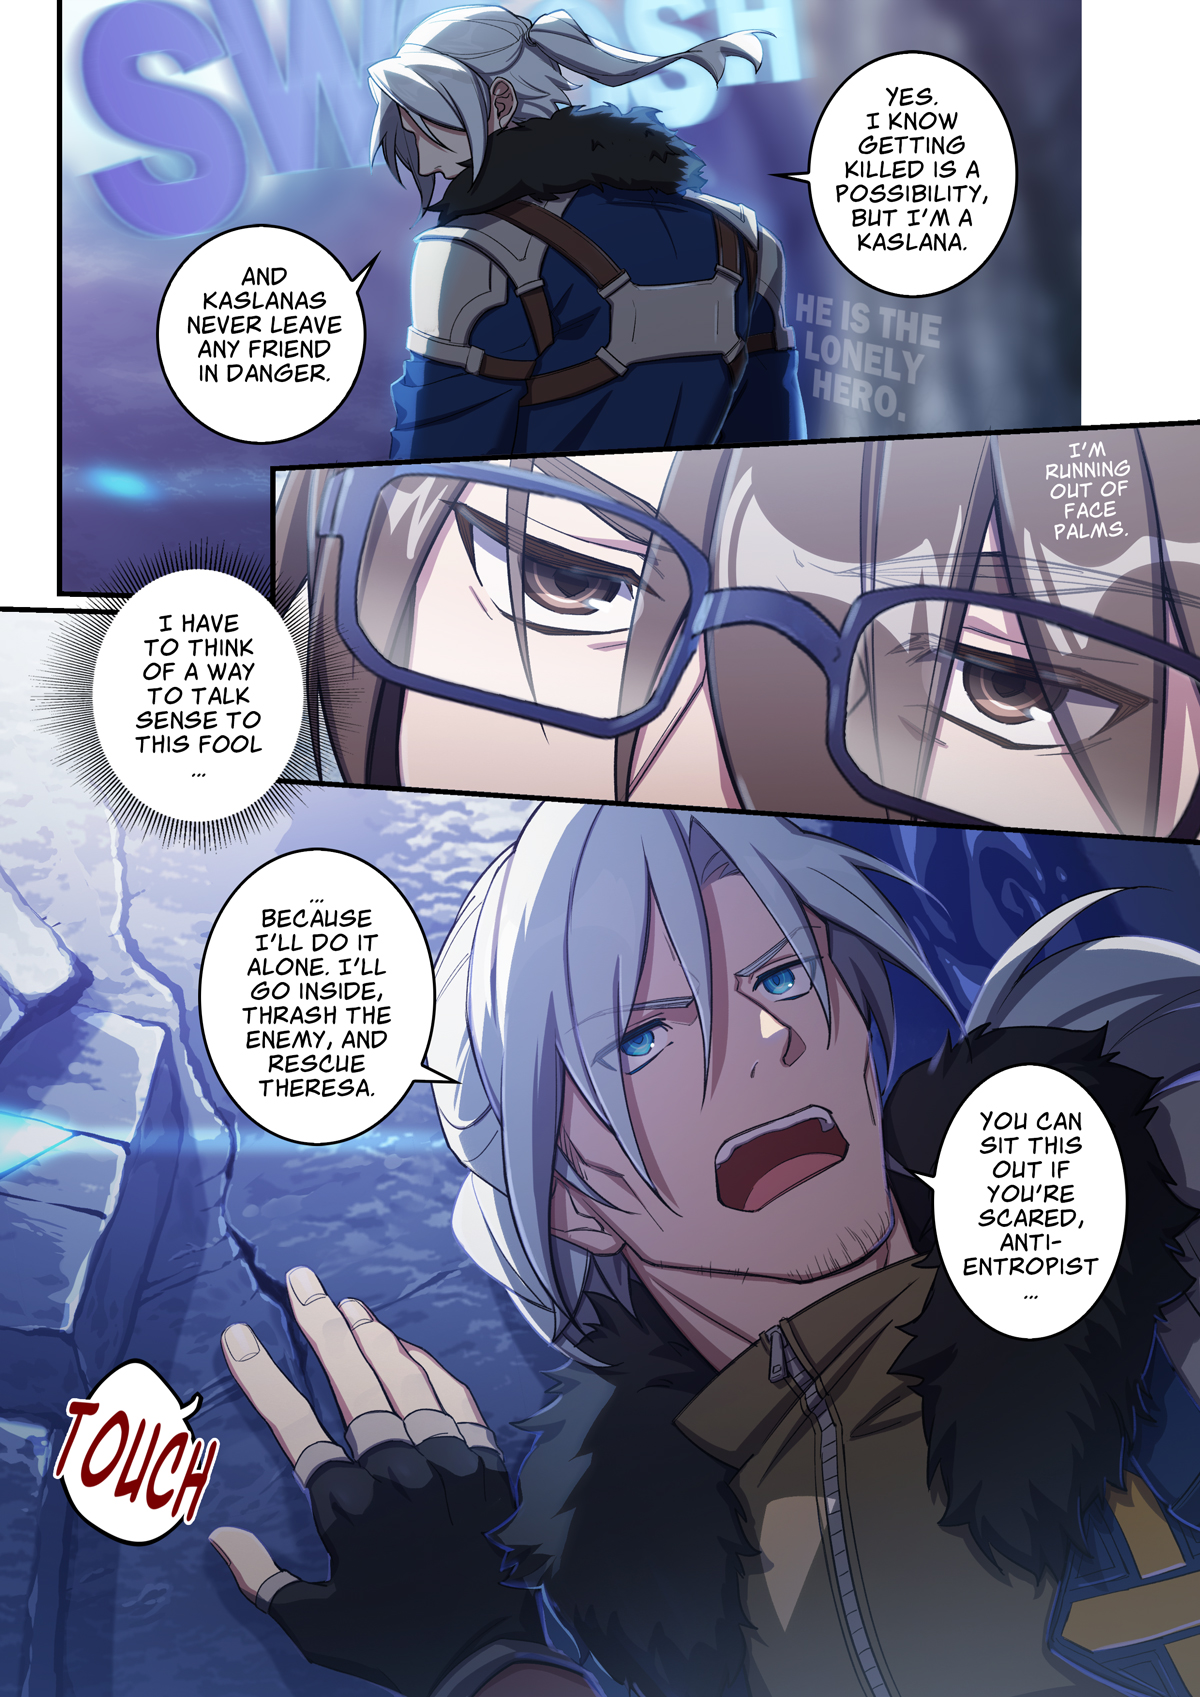 SWOOSH
YES.
I KNOW
GETTING
KILLED IS A
POSSIBILITY,
BUT I'M A
KASLANA.
AND
KASLANAS
NEVER LEAVE
ANY FRIEND
IN DANGER.
HE IS THE
LONELY
HERO.
I'M
RUNNING
OUT OF
FACE
PALMS.
I HAVE
TO THINK
OF A WAY
TO TALK
SENSE TO
THIS FOOL
...
...
BECAUSE
I'LL DO IT
ALONE. I'LL
GO INSIDE,
THRASH THE
ENEMY, AND
RESCUE
THERESA.
YOU CAN
SIT THIS
OUT IF
YOU'RE
SCARED,
ANTI-
ENTROPIST
...
TOUCH